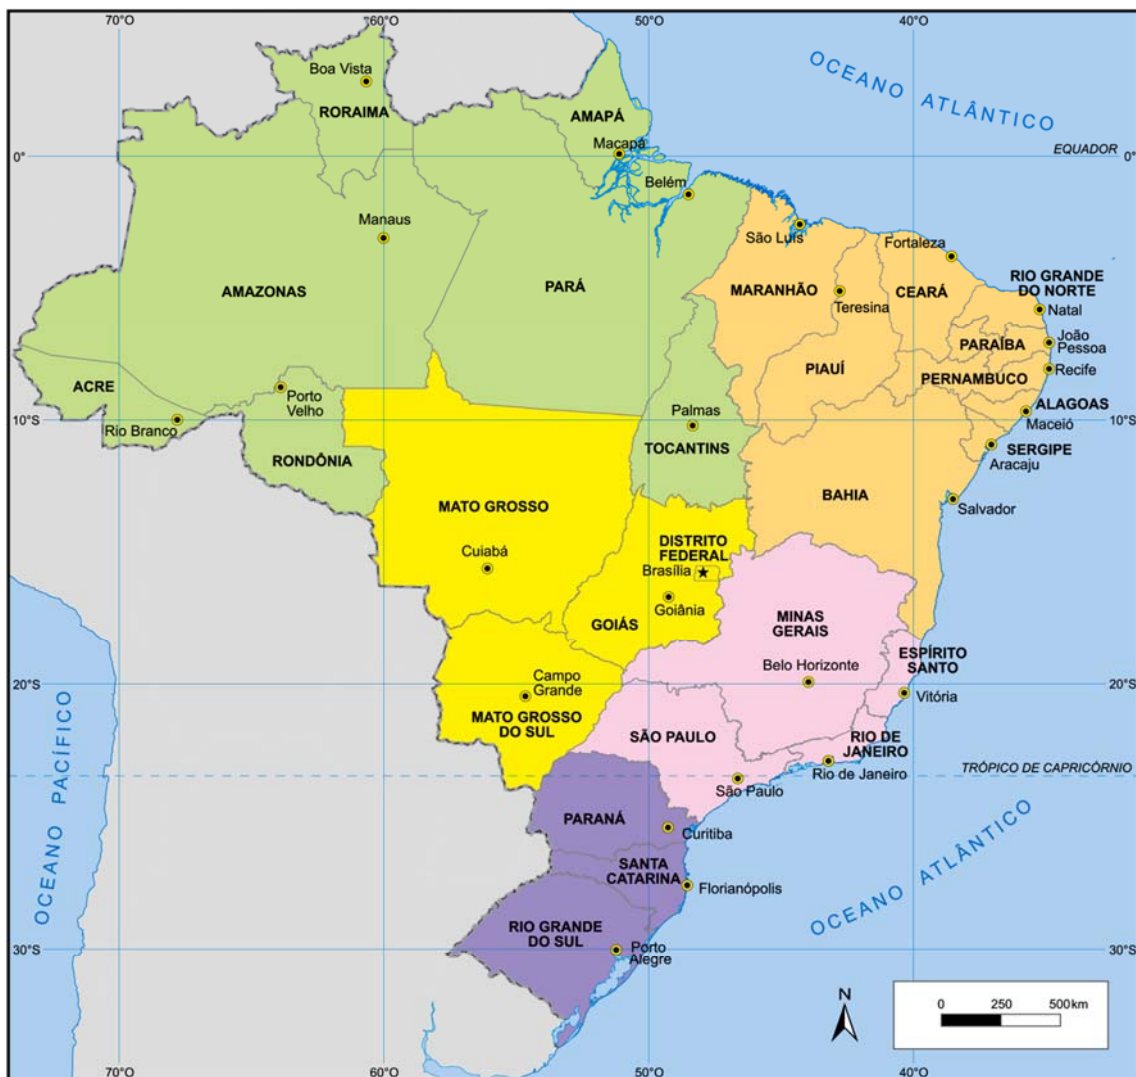 70°O
60°O
50°O
40°O
OCEANO ATLÂNTICO
Boa Vista
RORAIMA
AMAPÁ
Macapá
EQUADOR
0°
0°
Belém
Manaus
São Luís
Fortaleza
RIO GRANDE
DO NORTE
AMAZONAS
PARÁ
MARANHÃO
CEARÁ
Teresina
Natal
PARAÍBA
João
Pessoa
PIAUÍ
PERNAMBUCO
Recife
ACRE
Porto
Velho
Palmas
ALAGOAS
Maceió
10°S
10°S
Rio Branco
RONDÔNIA
TOCANTINS
SERGIPE
Aracaju
MATO GROSSO
BAHIA
Salvador
Cuiabá
DISTRITO
FEDERAL
Brasília
Goiânia
GOIÁS
MINAS
GERAIS
ESPÍRITO
SANTO
Campo
Grande
Belo Horizonte
20°S
20°S
Vitória
MATO GROSSO
DO SUL
SÃO PAULO
RIO DE
JANEIRO
Rio de Janeiro
TRÓPICO DE CAPRICÓRNIO
São Paulo
OCEANO PACÍFICO
PARANÁ
Curitiba
SANTA
CATARINA
Florianópolis
OCEANO ATLÂNTICO
RIO GRANDE
DO SUL
Porto
Alegre
30°S
30°S
N
0 250 500 km
70°O
60°O
50°O
40°O